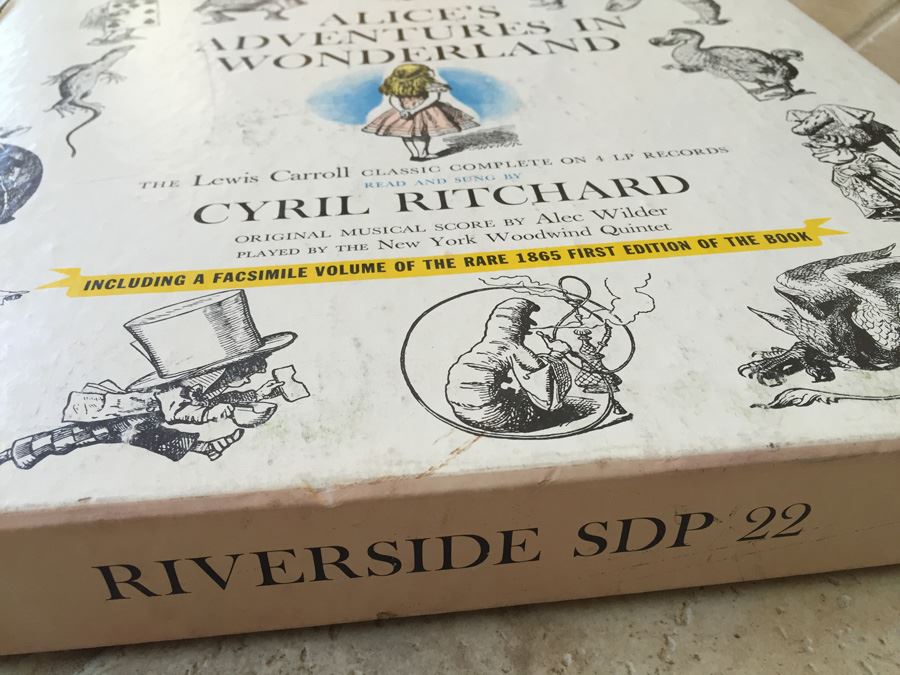 ALICE'S
ADVENTURES IN
WONDERLAND
THE Lewis Carroll CLASSIC COMPLETE ON 4 LP RECORDS
READ AND SUNG BY
CYRIL RITCHARD
ORIGINAL MUSICAL SCORE BY Alec Wilder
PLAYED BY THE New York Woodwind Quintet
INCLUDING A FACSIMILE VOLUME OF THE RARE 1865 FIRST EDITION OF THE BOOK
RIVERSIDE SDP 22